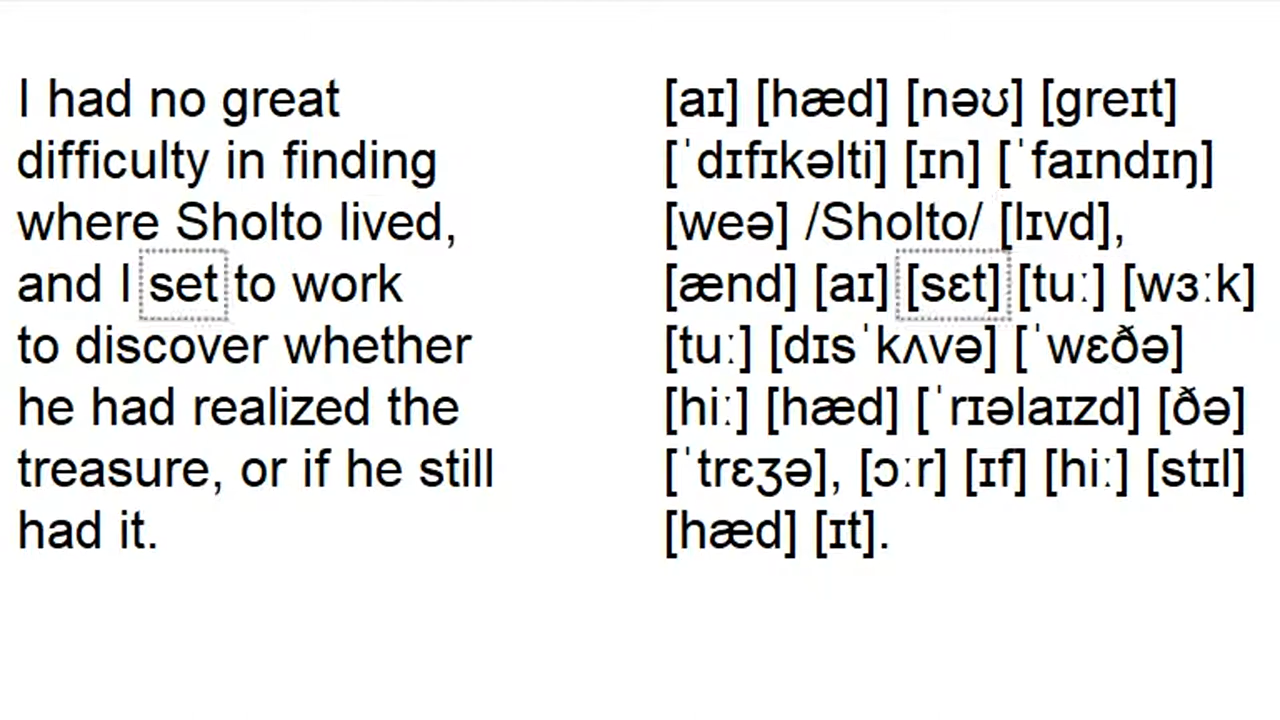 I had no great
difficulty in finding
where Sholto lived,
and I set to work
to discover whether
he had realized the
treasure, or if he still
had it.
[aɪ] [hæd] [nəʊ] [greɪt]
[ˈdɪfɪkəlti] [ɪn] [ˈfaɪndɪŋ]
[weə] /Sholto/ [lɪvd],
[ænd] [aɪ] [sɛt] [tuː] [wɜːk]
[tuː] [dɪsˈkʌvə] [ˈwɛðə]
[hiː] [hæd] [ˈrɪəlaɪzd] [ðə]
[ˈtrɛʒə], [ɔːr] [ɪf] [hiː] [stɪl]
[hæd] [ɪt].